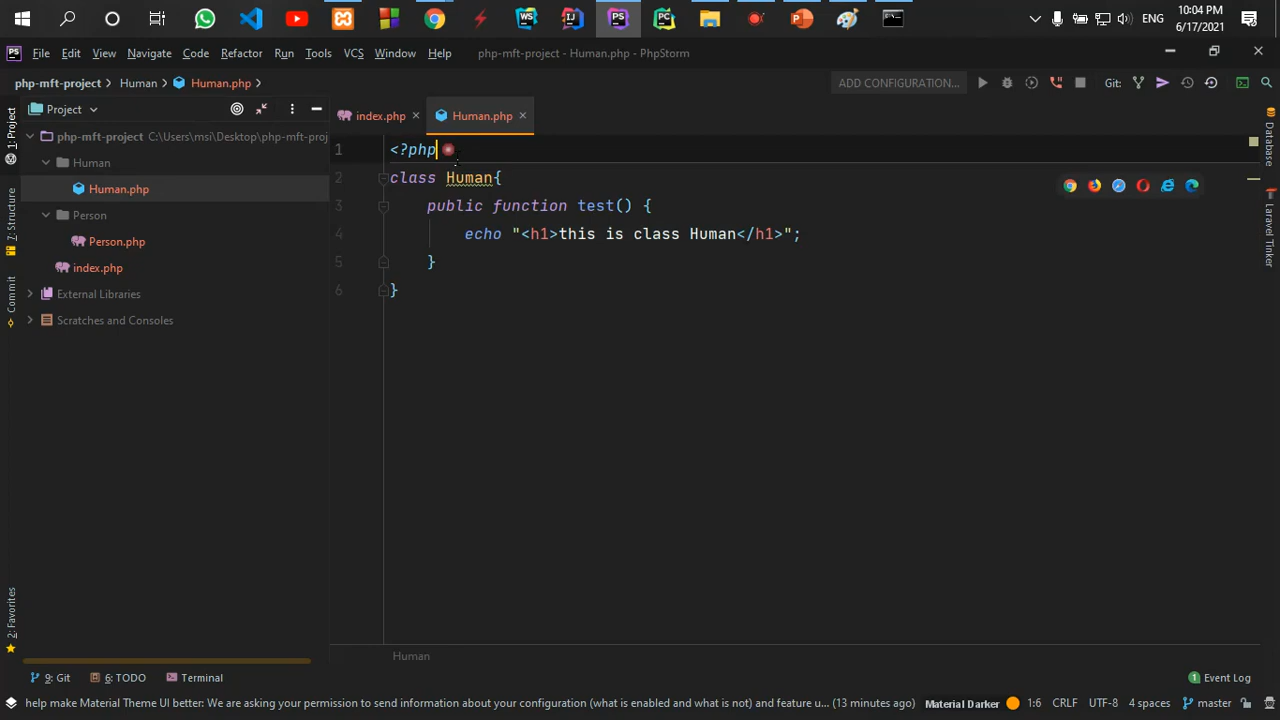 WS
IJ
PS
PC
ENG
10:04 PM
6/17/2021
PS File Edit View Navigate Code Refactor Run Tools VCS Window Help php-mft-project - Human.php - PhpStorm
php-mft-project Human Human.php
ADD CONFIGURATION... Git:
1: Project
7: Structure
Commit
2: Favorites
Project
php-mft-project C:\Users\msi\Desktop\php-mft-proj
Human
Human.php
Person
Person.php
index.php
External Libraries
Scratches and Consoles
index.php
Human.php
1 <?php
2 class Human{
3 public function test() {
4 echo "<h1>this is class Human</h1>";
5 }
6 }
Database
Laravel Tinker
Human
9: Git 6: TODO Terminal
1 Event Log
help make Material Theme UI better: We are asking your permission to send information about your configuration (what is enabled and what is not) and feature u... (13 minutes ago) Material Darker 1:6 CRLF UTF-8 4 spaces master